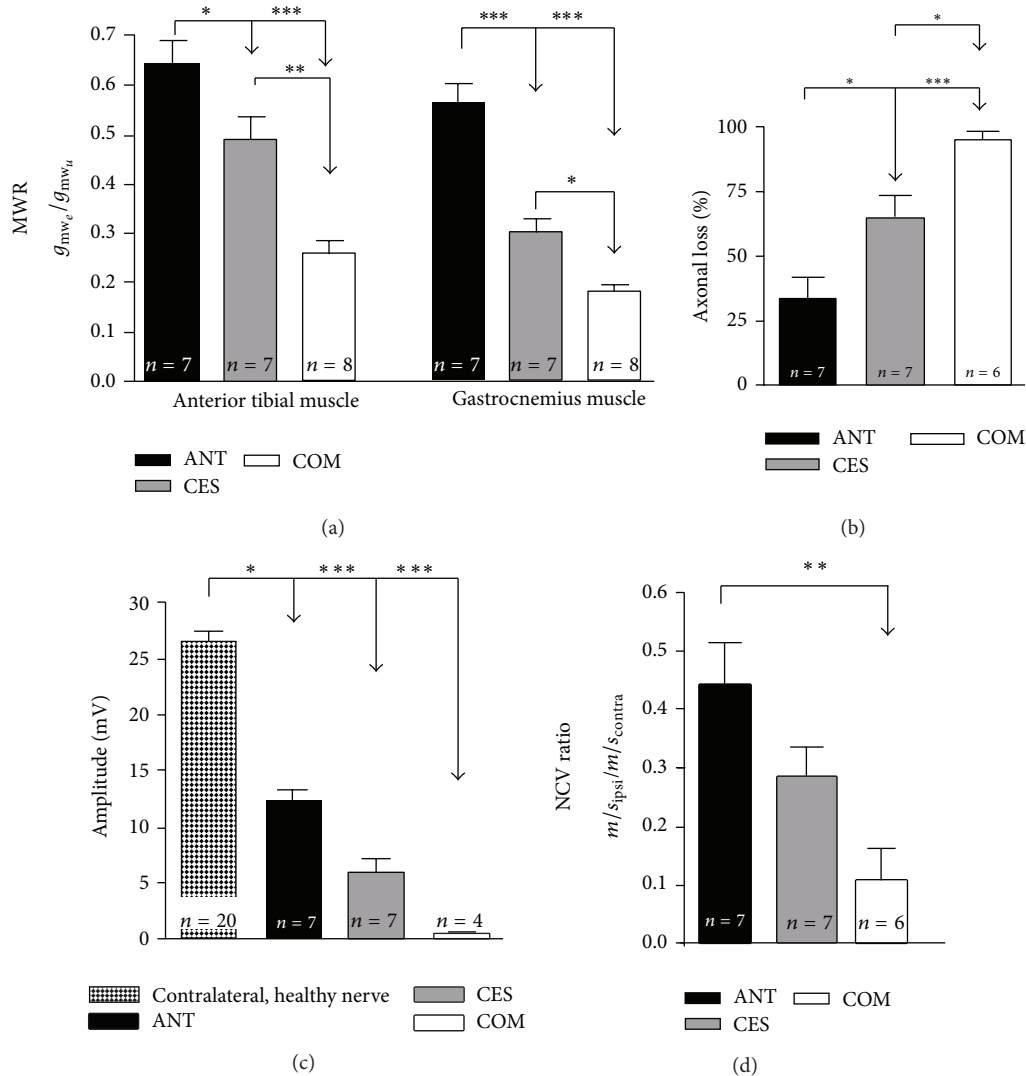 * *** *** *** *
** * * ***
0.7
0.6
0.5
0.4
0.3
0.2
0.1
0.0
MWR
g_mw_e/g_mw_u
n = 7 n = 7 n = 8 n = 7 n = 7 n = 8
Anterior tibial muscle Gastrocnemius muscle
ANT COM
CES
(a)
100
75
50
25
0
Axonal loss (%)
n = 7 n = 7 n = 6
ANT COM
CES
(b)
* *** ***
30
25
20
15
10
5
0
Amplitude (mV)
n = 20 n = 7 n = 7 n = 4
Contralateral, healthy nerve CES
ANT COM
(c)
**
0.6
0.5
0.4
0.3
0.2
0.1
0.0
NCV ratio
m/s_ipsi/m/s_contra
n = 7 n = 7 n = 6
ANT COM
CES
(d)